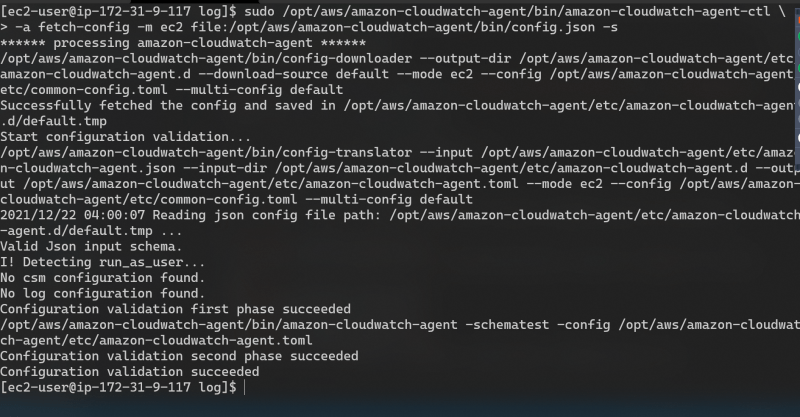 [ec2-user@ip-172-31-9-117 log]$ sudo /opt/aws/amazon-cloudwatch-agent/bin/amazon-cloudwatch-agent-ctl \
> -a fetch-config -m ec2 file:/opt/aws/amazon-cloudwatch-agent/bin/config.json -s
****** processing amazon-cloudwatch-agent ******
/opt/aws/amazon-cloudwatch-agent/bin/config-downloader --output-dir /opt/aws/amazon-cloudwatch-agent/etc
amazon-cloudwatch-agent.d --download-source default --mode ec2 --config /opt/aws/amazon-cloudwatch-agent
etc/common-config.toml --multi-config default
Successfully fetched the config and saved in /opt/aws/amazon-cloudwatch-agent/etc/amazon-cloudwatch-agent
.d/default.tmp
Start configuration validation...
/opt/aws/amazon-cloudwatch-agent/bin/config-translator --input /opt/aws/amazon-cloudwatch-agent/etc/amaz
n-cloudwatch-agent.json --input-dir /opt/aws/amazon-cloudwatch-agent/etc/amazon-cloudwatch-agent.d --outp
ut /opt/aws/amazon-cloudwatch-agent/etc/amazon-cloudwatch-agent.toml --mode ec2 --config /opt/aws/amazon-
cloudwatch-agent/etc/common-config.toml --multi-config default
2021/12/22 04:00:07 Reading json config file path: /opt/aws/amazon-cloudwatch-agent/etc/amazon-cloudwatch
-agent.d/default.tmp ...
Valid Json input schema.
I! Detecting run_as_user...
No csm configuration found.
No log configuration found.
Configuration validation first phase succeeded
/opt/aws/amazon-cloudwatch-agent/bin/amazon-cloudwatch-agent -schematest -config /opt/aws/amazon-cloudwat
ch-agent/etc/amazon-cloudwatch-agent.toml
Configuration validation second phase succeeded
Configuration validation succeeded
[ec2-user@ip-172-31-9-117 log]$